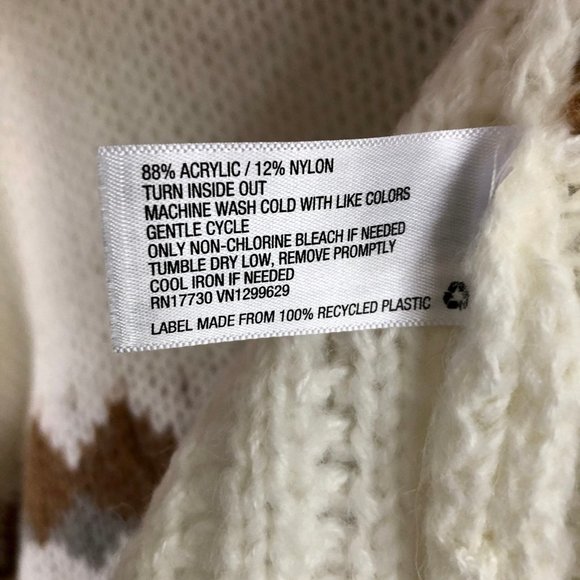 88% ACRYLIC / 12% NYLON
TURN INSIDE OUT
MACHINE WASH COLD WITH LIKE COLORS
GENTLE CYCLE
ONLY NON-CHLORINE BLEACH IF NEEDED
TUMBLE DRY LOW, REMOVE PROMPTLY
COOL IRON IF NEEDED
RN17730 VN1299629
LABEL MADE FROM 100% RECYCLED PLASTIC